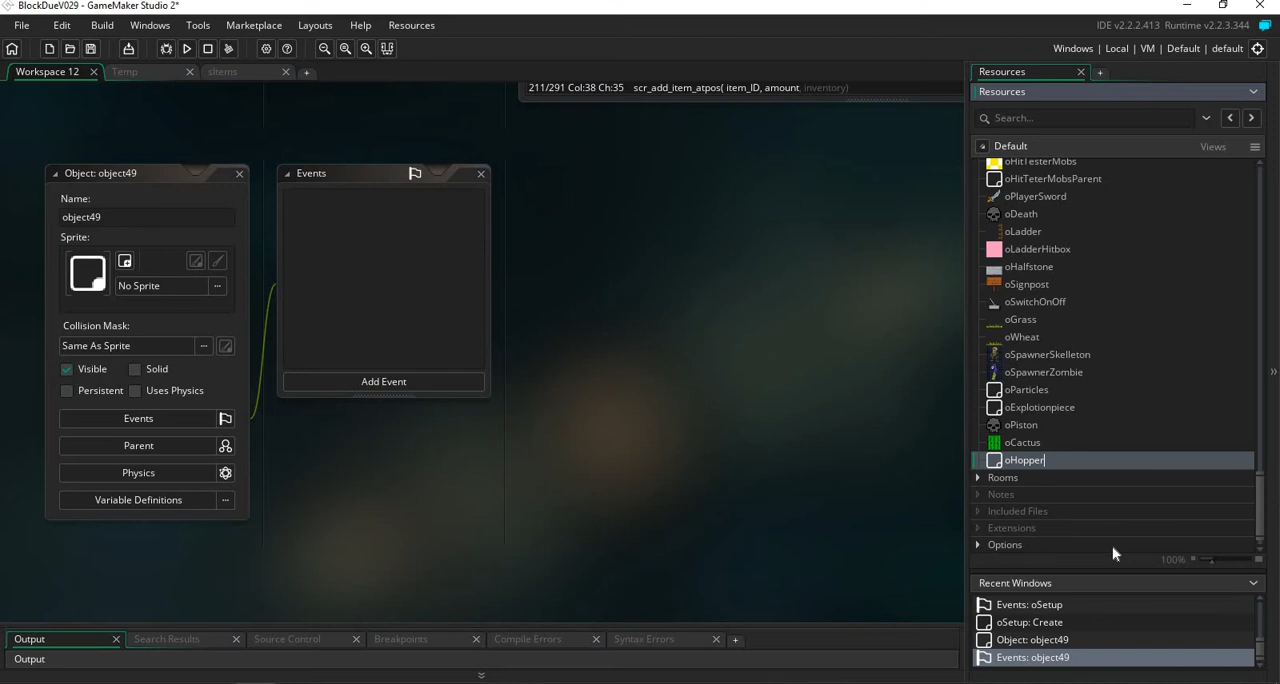 BlockDueV029 - GameMaker Studio 2*
File Edit Build Windows Tools Marketplace Layouts Help Resources
IDE v2.2.2.413 Runtime v2.2.3.344
Windows | Local | VM | Default | default
Workspace 12
Temp
sItems
Resources
Resources
Search...
Default
Views
211/291 Col:38 Ch:35 scr_add_item_atpos( item_ID, amount, inventory)
Object: object49
Name:
object49
Sprite:
No Sprite
Collision Mask:
Same As Sprite
Visible
Solid
Persistent
Uses Physics
Events
Parent
Physics
Variable Definitions
Events
Add Event
oHitTesterMobs
oHitTeterMobsParent
oPlayerSword
oDeath
oLadder
oLadderHitbox
oHalfstone
oSignpost
oSwitchOnOff
oGrass
oWheat
oSpawnerSkelleton
oSpawnerZombie
oParticles
oExplotionpiece
oPiston
oCactus
oHopper
Rooms
Notes
Included Files
Extensions
Options
100%
Recent Windows
Events: oSetup
oSetup: Create
Object: object49
Events: object49
Output
Search Results
Source Control
Breakpoints
Compile Errors
Syntax Errors
Output